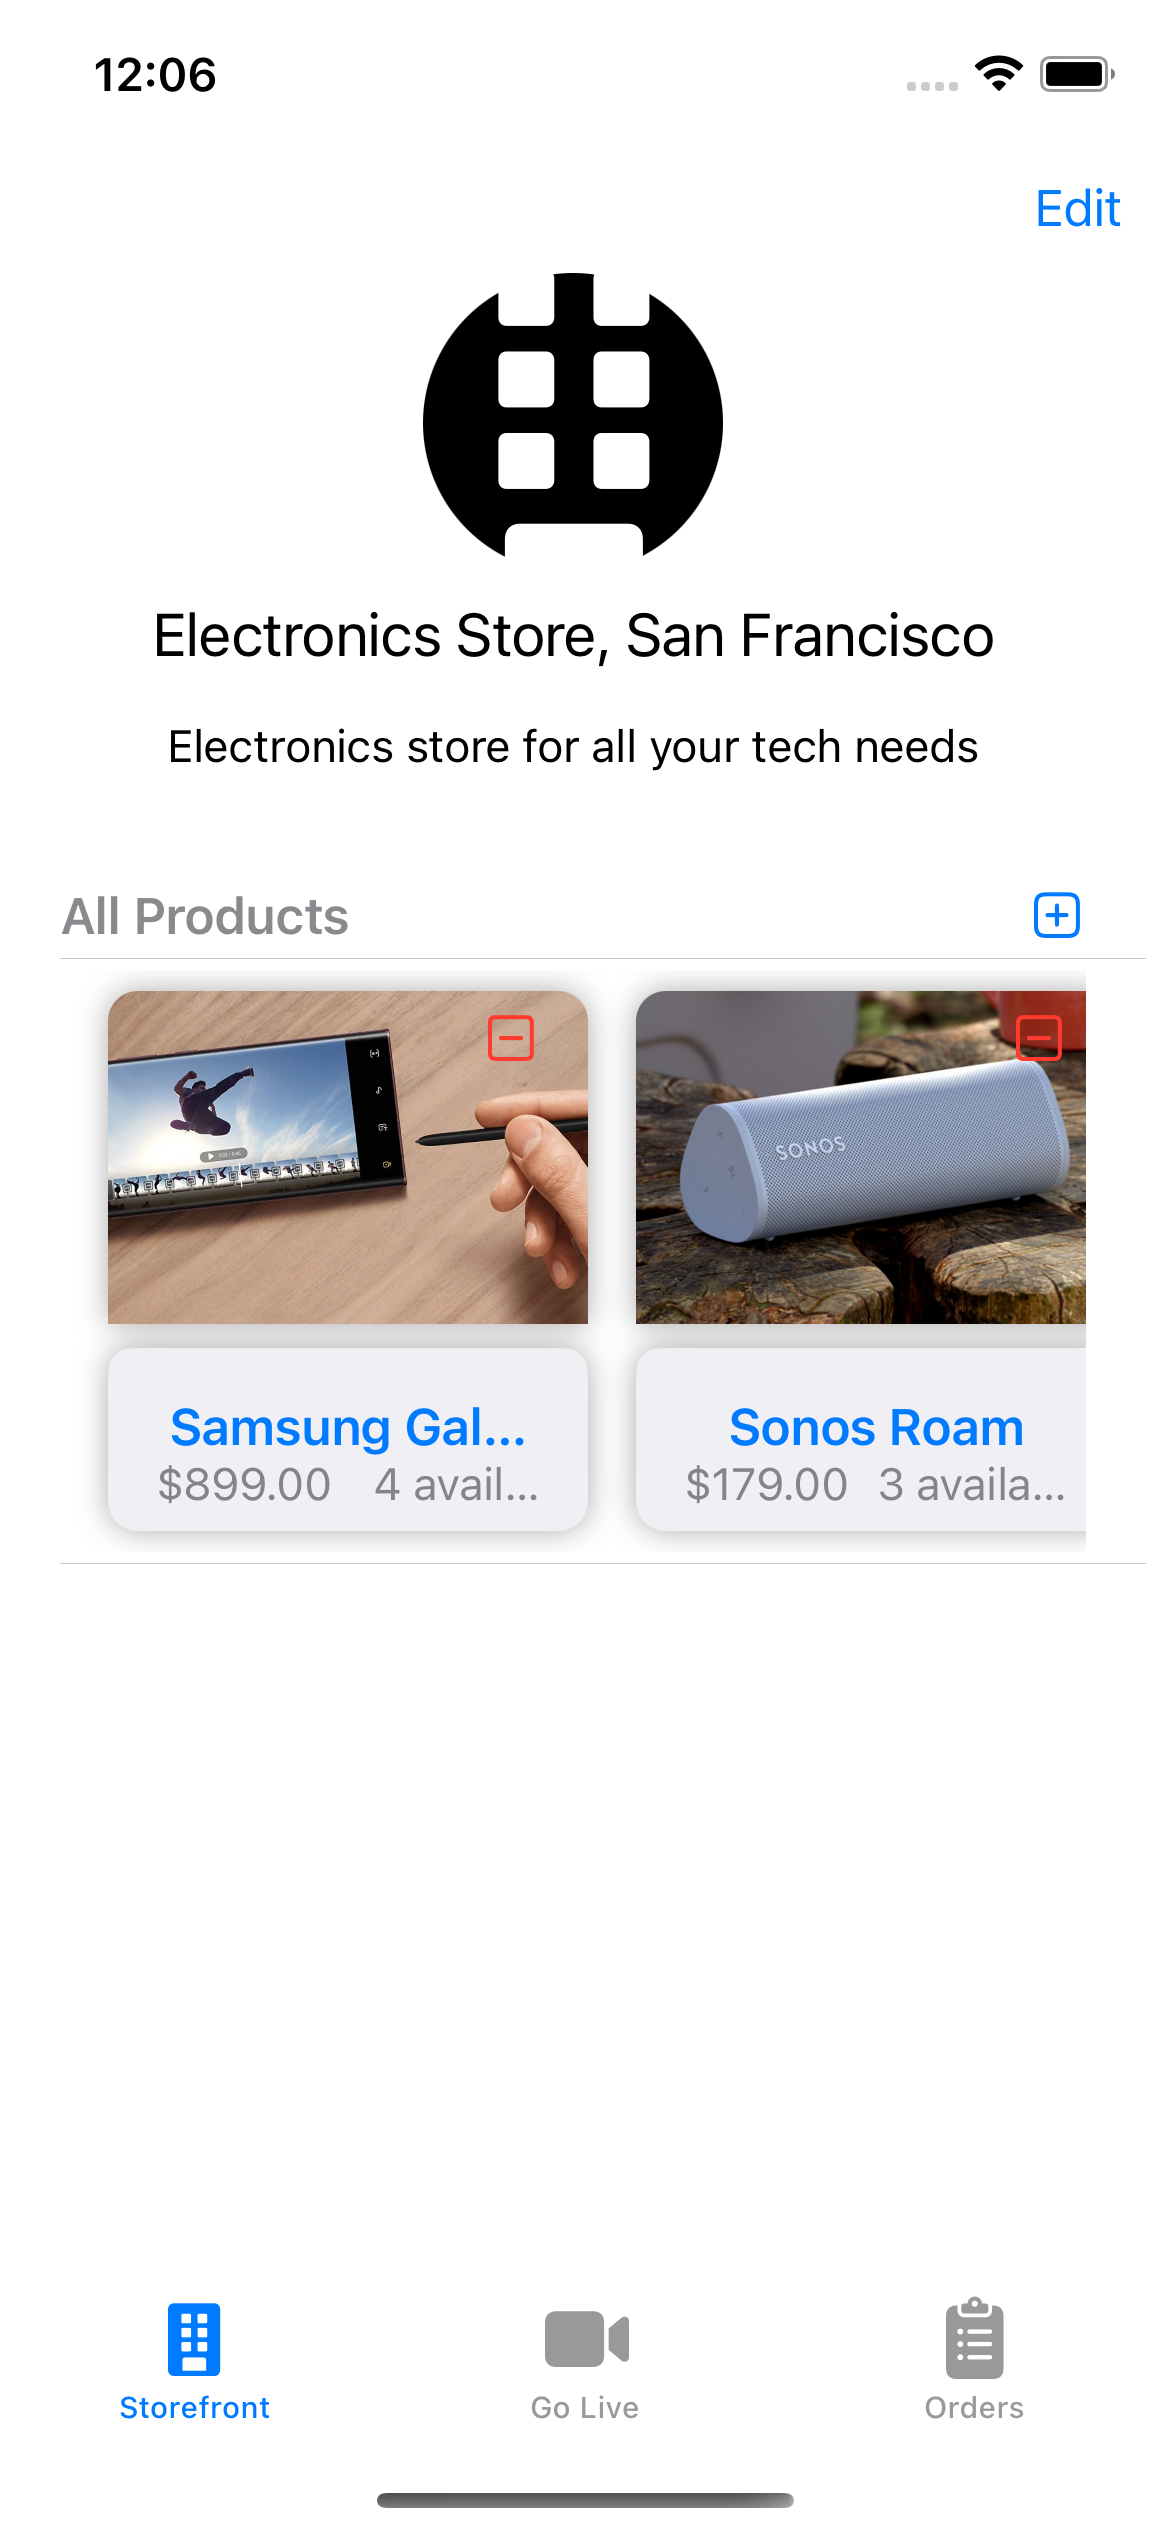 12:06
Edit
Electronics Store, San Francisco
Electronics store for all your tech needs
All Products
SONOS
Samsung Gal...
Sonos Roam
$899.00 4 avail...
$179.00 3 availa...
Storefront
Go Live
Orders